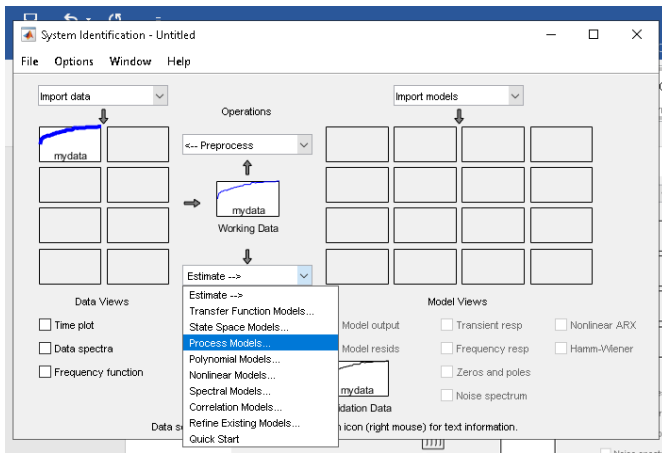 System Identification - Untitled
File Options Window Help
Import data
Operations
Import models
mydata
<-- Preprocess
mydata
Working Data
Estimate -->
Estimate -->
Transfer Function Models...
State Space Models...
Process Models...
Polynomial Models...
Nonlinear Models...
Spectral Models...
Correlation Models...
Refine Existing Models...
Quick Start
Data Views
Time plot
Data spectra
Frequency function
Model Views
Model output
Transient resp
Nonlinear ARX
Model resids
Frequency resp
Hamm-Wiener
Zeros and poles
Noise spectrum
mydata
idation Data
Data s
icon (right mouse) for text information.